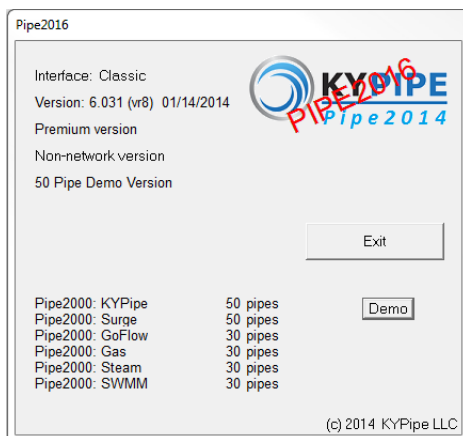 Pipe2016
Interface: Classic
Version: 6.031 (vr8) 01/14/2014
Premium version
Non-network version
50 Pipe Demo Version
KYPIPE
Pipe2014
PIPE2016
Exit
Pipe2000: KYPipe 50 pipes
Pipe2000: Surge 50 pipes
Pipe2000: GoFlow 30 pipes
Pipe2000: Gas 30 pipes
Pipe2000: Steam 30 pipes
Pipe2000: SWMM 30 pipes
Demo
(c) 2014 KYPipe LLC